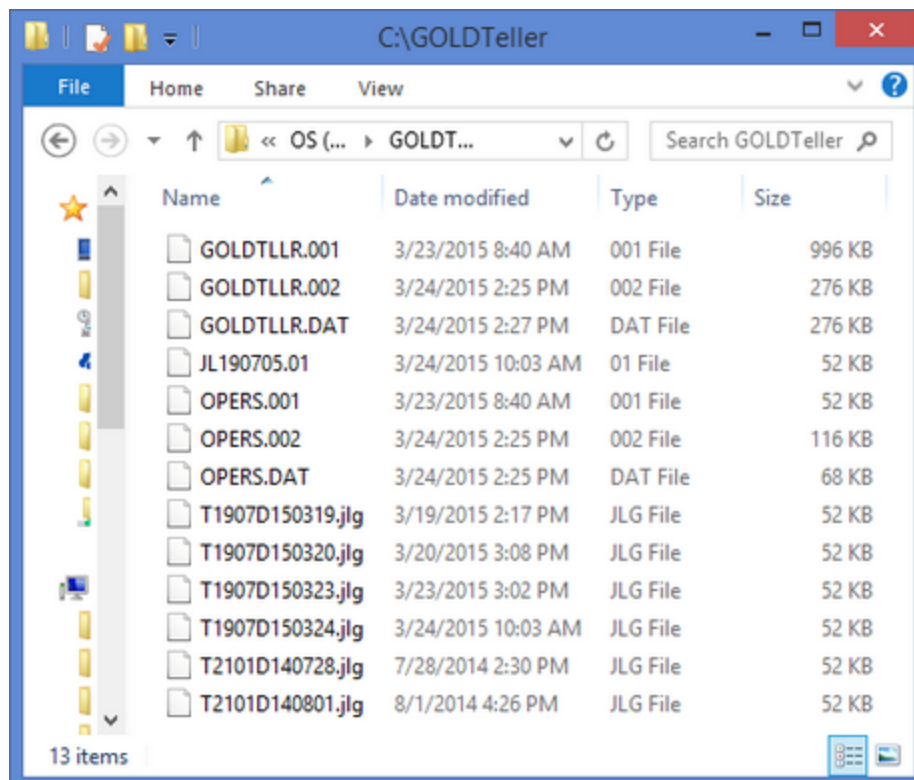 C:\GOLDTeller
File Home Share View
« OS (... GOLDT... Search GOLDTeller
Name Date modified Type Size
GOLDTLLR.001 3/23/2015 8:40 AM 001 File 996 KB
GOLDTLLR.002 3/24/2015 2:25 PM 002 File 276 KB
GOLDTLLR.DAT 3/24/2015 2:27 PM DAT File 276 KB
JL190705.01 3/24/2015 10:03 AM 01 File 52 KB
OPERS.001 3/23/2015 8:40 AM 001 File 52 KB
OPERS.002 3/24/2015 2:25 PM 002 File 116 KB
OPERS.DAT 3/24/2015 2:25 PM DAT File 68 KB
T1907D150319.jlg 3/19/2015 2:17 PM JLG File 52 KB
T1907D150320.jlg 3/20/2015 3:08 PM JLG File 52 KB
T1907D150323.jlg 3/23/2015 3:02 PM JLG File 52 KB
T1907D150324.jlg 3/24/2015 10:03 AM JLG File 52 KB
T2101D140728.jlg 7/28/2014 2:30 PM JLG File 52 KB
T2101D140801.jlg 8/1/2014 4:26 PM JLG File 52 KB
13 items